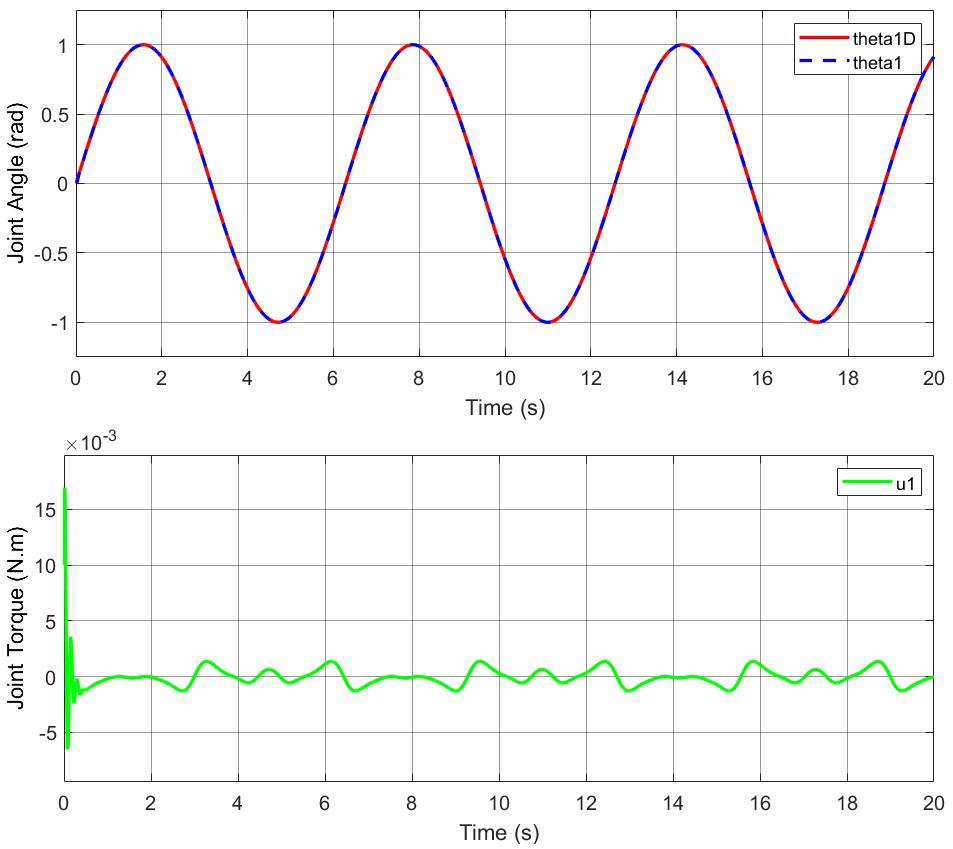 theta1D
theta1
1
0.5
0
-0.5
-1
Joint Angle (rad)
0 2 4 6 8 10 12 14 16 18 20
Time (s)
×10-3
u1
15
10
5
0
-5
Joint Torque (N.m)
0 2 4 6 8 10 12 14 16 18 20
Time (s)